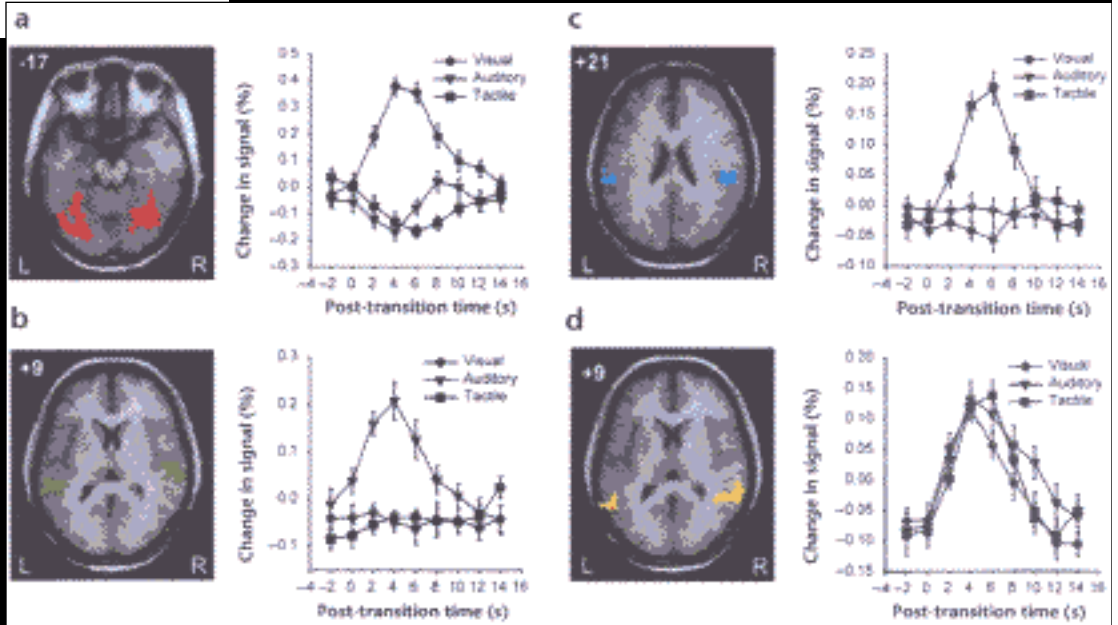 a
-17
L R
Change in signal (%)
0.5
0.4
0.3
0.2
0.1
0.0
−0.1
−0.2
−0.3
Visual
Auditory
Tactile
−4 −2 0 2 4 6 8 10 12 14 16
Post-transition time (s)
c
+21
L R
Change in signal (%)
0.25
0.20
0.15
0.10
0.05
0.00
−0.05
−0.10
Visual
Auditory
Tactile
−4 −2 0 2 4 6 8 10 12 14 16
Post-transition time (s)
b
+9
L R
Change in signal (%)
0.3
0.2
0.1
−0.0
−0.1
Visual
Auditory
Tactile
−4 −2 0 2 4 6 8 10 12 14 16
Post-transition time (s)
d
+9
L R
Change in signal (%)
0.20
0.15
0.10
0.05
0.00
−0.05
−0.10
−0.15
Visual
Auditory
Tactile
−4 −2 0 2 4 6 8 10 12 14 16
Post-transition time (s)